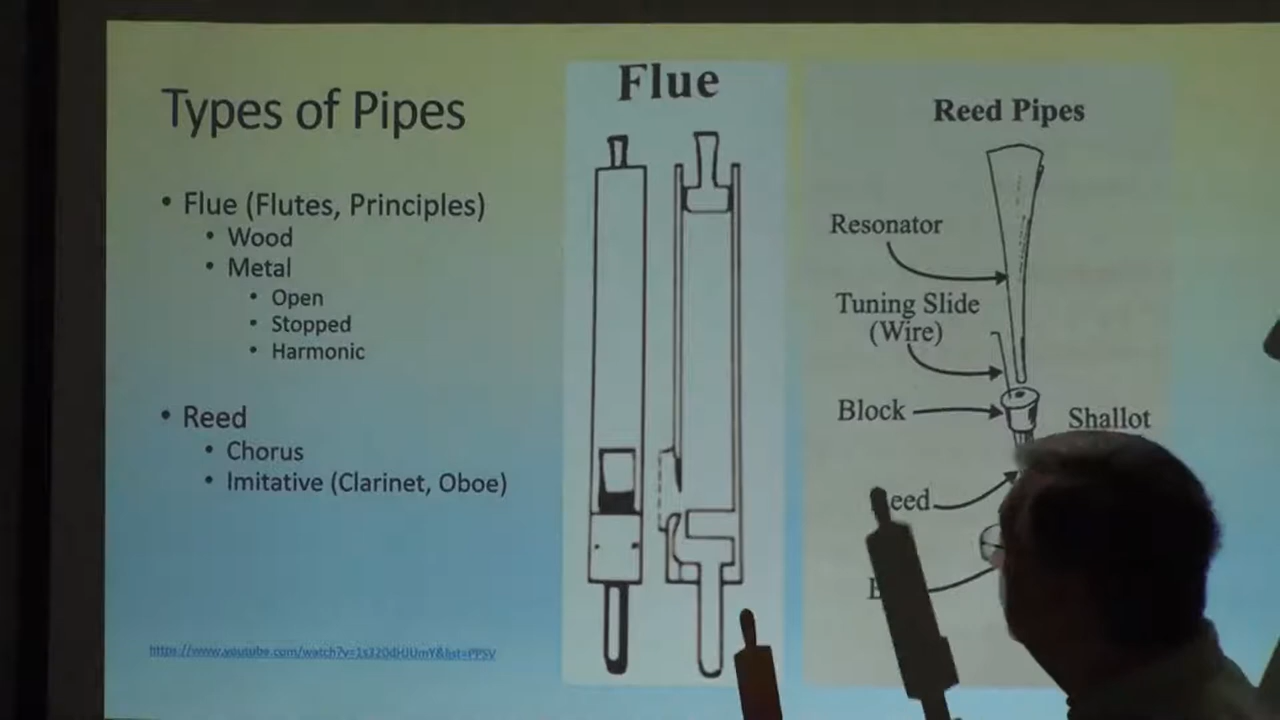 Types of Pipes
• Flue (Flutes, Principles)
• Wood
• Metal
• Open
• Stopped
• Harmonic
• Reed
• Chorus
• Imitative (Clarinet, Oboe)
Flue
Reed Pipes
Resonator
Tuning Slide
(Wire)
Block
Shallot
eed